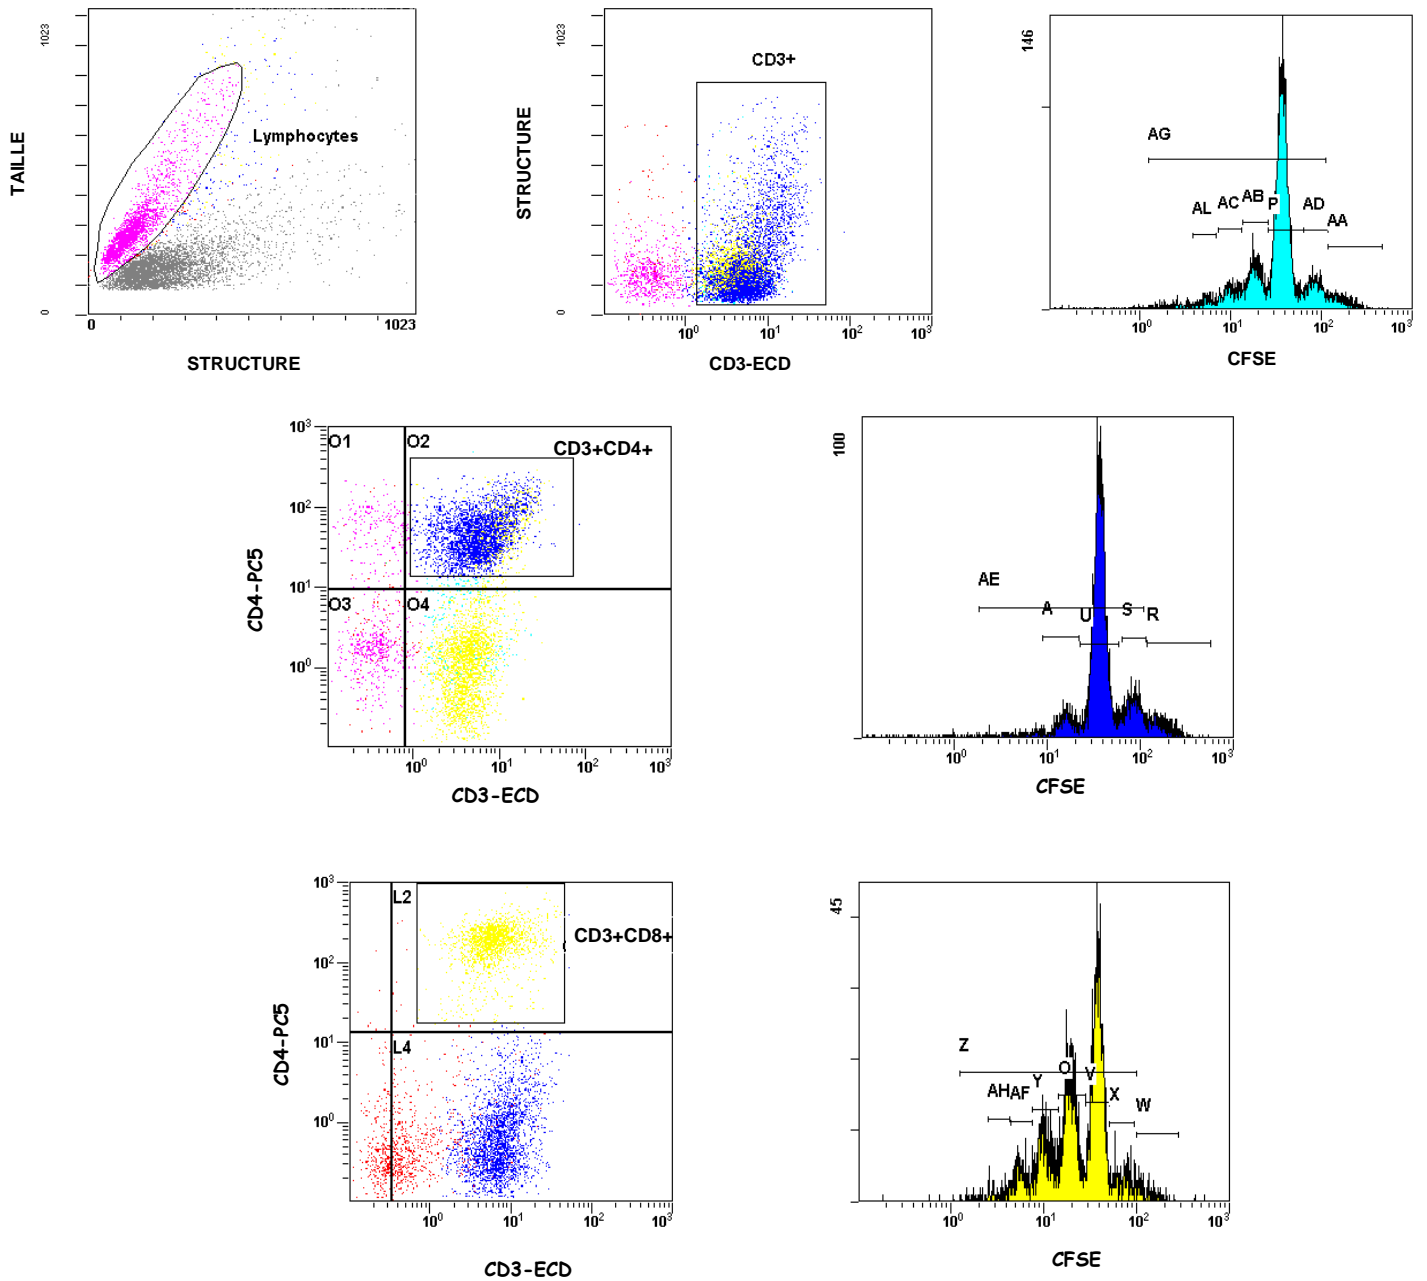 1023
TAILLE
Lymphocytes
0
0
1023
STRUCTURE
1023
STRUCTURE
CD3+
0
10⁰ 10¹ 10² 10³
CD3-ECD
146
AG
AL AC AB P AD AA
10⁰ 10¹ 10² 10³
CFSE
10³
10²
10¹
10⁰
CD4-PC5
O1 O2
CD3+CD4+
O3 O4
10⁰ 10¹ 10² 10³
CD3-ECD
100
AE
A U S R
10⁰ 10¹ 10² 10³
CFSE
10³
10²
10¹
10⁰
CD4-PC5
L2
CD3+CD8+
L4
10⁰ 10¹ 10² 10³
CD3-ECD
45
Z
AH AF Y O V X W
10⁰ 10¹ 10² 10³
CFSE